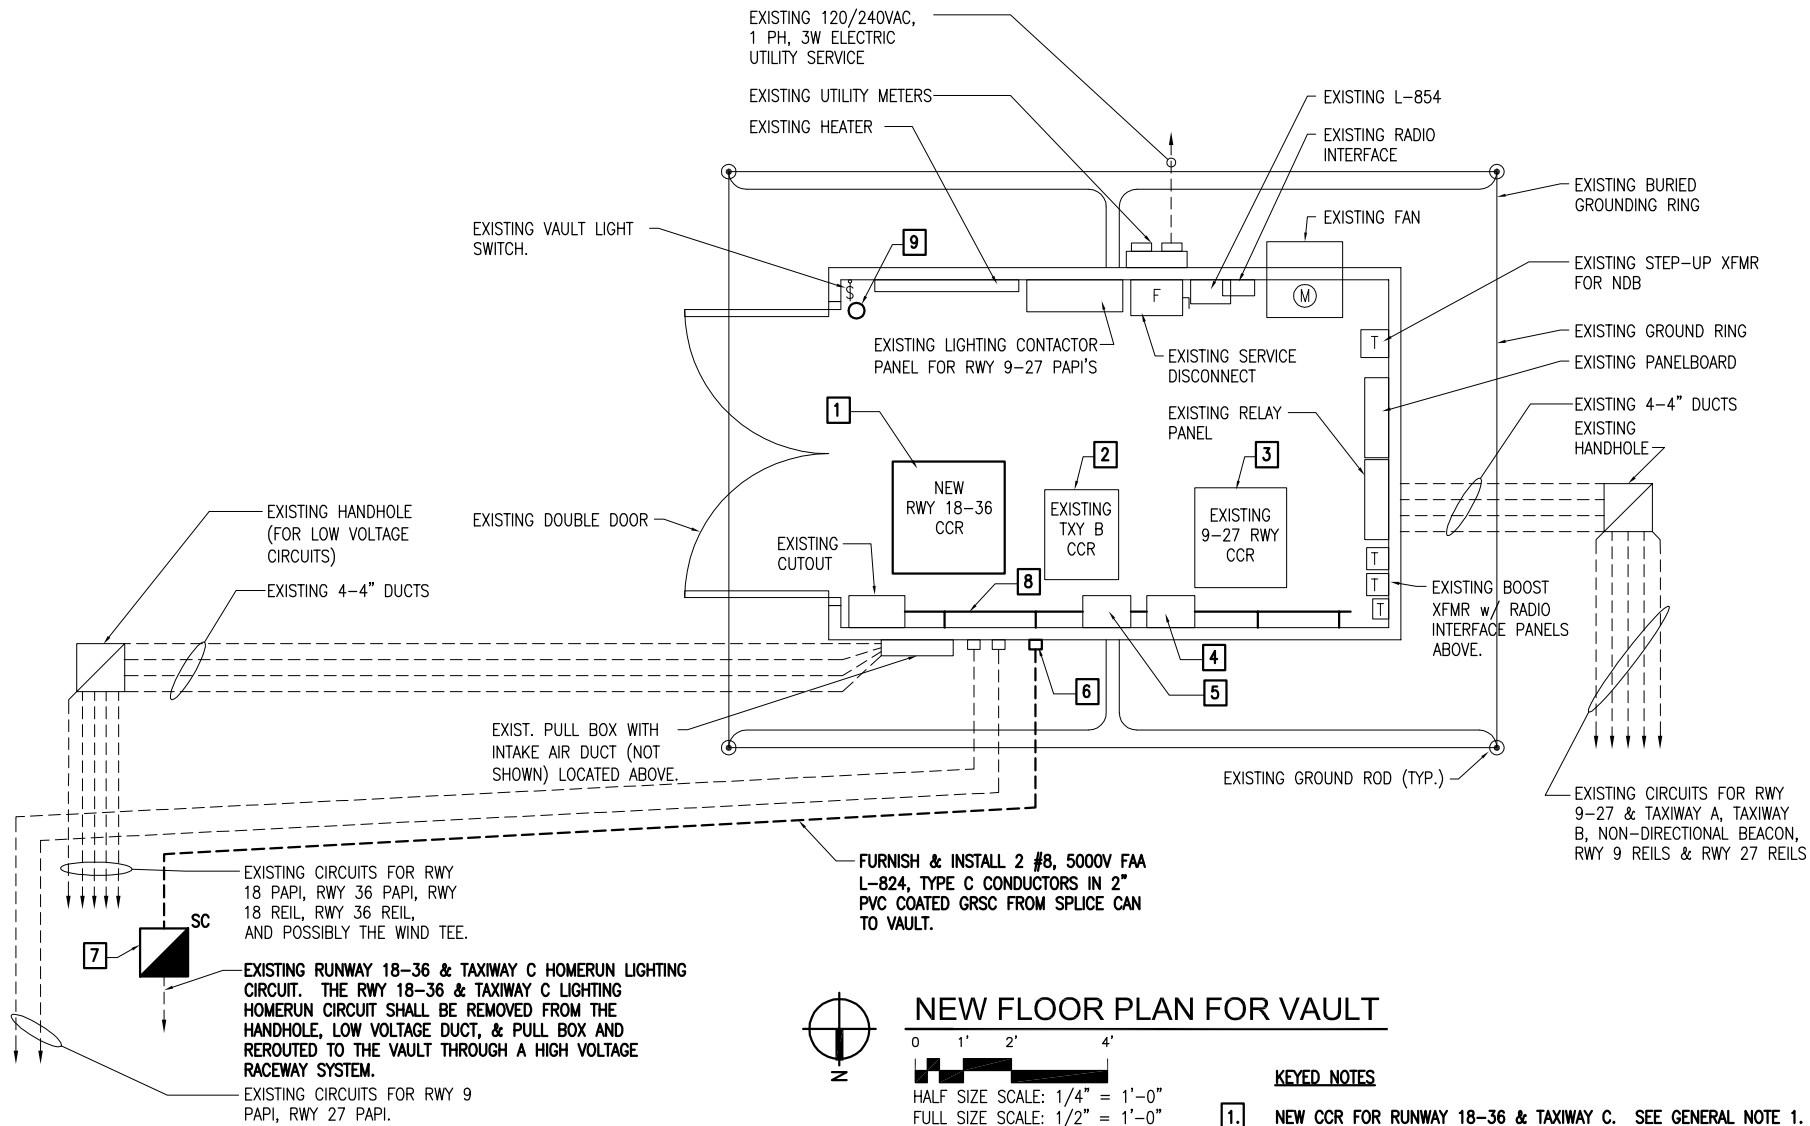 EXISTING 120/240VAC,
1 PH, 3W ELECTRIC
UTILITY SERVICE
EXISTING UTILITY METERS
EXISTING HEATER
EXISTING L-854
EXISTING RADIO
INTERFACE
EXISTING BURIED
GROUNDING RING
EXISTING VAULT LIGHT
SWITCH.
9
EXISTING FAN
EXISTING STEP-UP XFMR
FOR NDB
$
F
M
T
EXISTING GROUND RING
EXISTING LIGHTING CONTACTOR
PANEL FOR RWY 9-27 PAPI'S
EXISTING SERVICE
DISCONNECT
EXISTING PANELBOARD
1
EXISTING RELAY
PANEL
EXISTING 4-4" DUCTS
EXISTING
HANDHOLE
2
3
NEW
RWY 18-36
CCR
EXISTING
TXY B
CCR
EXISTING
9-27 RWY
CCR
EXISTING HANDHOLE
(FOR LOW VOLTAGE
CIRCUITS)
EXISTING DOUBLE DOOR
EXISTING
CUTOUT
8
T
T
T
EXISTING BOOST
XFMR w/ RADIO
INTERFACE PANELS
ABOVE.
EXISTING 4-4" DUCTS
4
5
6
EXIST. PULL BOX WITH
INTAKE AIR DUCT (NOT
SHOWN) LOCATED ABOVE.
EXISTING GROUND ROD (TYP.)
EXISTING CIRCUITS FOR RWY
9-27 & TAXIWAY A, TAXIWAY
B, NON-DIRECTIONAL BEACON,
RWY 9 REILS & RWY 27 REILS
FURNISH & INSTALL 2 #8, 5000V FAA
L-824, TYPE C CONDUCTORS IN 2"
PVC COATED GRSC FROM SPLICE CAN
TO VAULT.
EXISTING CIRCUITS FOR RWY
18 PAPI, RWY 36 PAPI, RWY
18 REIL, RWY 36 REIL,
AND POSSIBLY THE WIND TEE.
SC
7
EXISTING RUNWAY 18-36 & TAXIWAY C HOMERUN LIGHTING
CIRCUIT. THE RWY 18-36 & TAXIWAY C LIGHTING
HOMERUN CIRCUIT SHALL BE REMOVED FROM THE
HANDHOLE, LOW VOLTAGE DUCT, & PULL BOX AND
REROUTED TO THE VAULT THROUGH A HIGH VOLTAGE
RACEWAY SYSTEM.
EXISTING CIRCUITS FOR RWY 9
PAPI, RWY 27 PAPI.
N
NEW FLOOR PLAN FOR VAULT
0 1' 2' 4'
HALF SIZE SCALE: 1/4" = 1'-0"
FULL SIZE SCALE: 1/2" = 1'-0"
KEYED NOTES
1. NEW CCR FOR RUNWAY 18-36 & TAXIWAY C. SEE GENERAL NOTE 1.